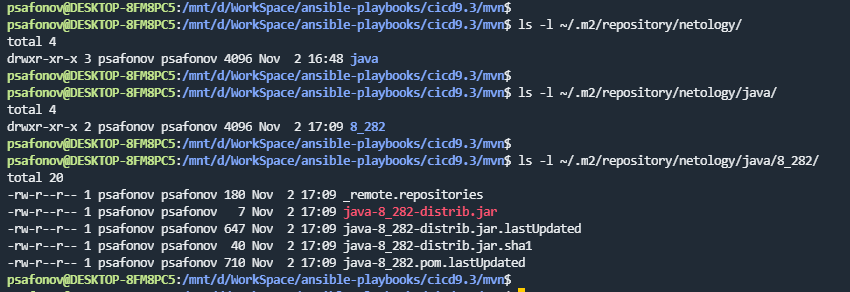 psafonov@DESKTOP-8FM8PC5:/mnt/d/WorkSpace/ansible-playbooks/cicd9.3/mvn$
psafonov@DESKTOP-8FM8PC5:/mnt/d/WorkSpace/ansible-playbooks/cicd9.3/mvn$ ls -l ~/.m2/repository/netology/
total 4
drwxr-xr-x 3 psafonov psafonov 4096 Nov  2 16:48 java
psafonov@DESKTOP-8FM8PC5:/mnt/d/WorkSpace/ansible-playbooks/cicd9.3/mvn$
psafonov@DESKTOP-8FM8PC5:/mnt/d/WorkSpace/ansible-playbooks/cicd9.3/mvn$ ls -l ~/.m2/repository/netology/java/
total 4
drwxr-xr-x 2 psafonov psafonov 4096 Nov  2 17:09 8_282
psafonov@DESKTOP-8FM8PC5:/mnt/d/WorkSpace/ansible-playbooks/cicd9.3/mvn$
psafonov@DESKTOP-8FM8PC5:/mnt/d/WorkSpace/ansible-playbooks/cicd9.3/mvn$ ls -l ~/.m2/repository/netology/java/8_282/
total 20
-rw-r--r-- 1 psafonov psafonov 180 Nov  2 17:09 _remote.repositories
-rw-r--r-- 1 psafonov psafonov   7 Nov  2 17:09 java-8_282-distrib.jar
-rw-r--r-- 1 psafonov psafonov 647 Nov  2 17:09 java-8_282-distrib.jar.lastUpdated
-rw-r--r-- 1 psafonov psafonov  40 Nov  2 17:09 java-8_282-distrib.jar.sha1
-rw-r--r-- 1 psafonov psafonov 710 Nov  2 17:09 java-8_282.pom.lastUpdated
psafonov@DESKTOP-8FM8PC5:/mnt/d/WorkSpace/ansible-playbooks/cicd9.3/mvn$